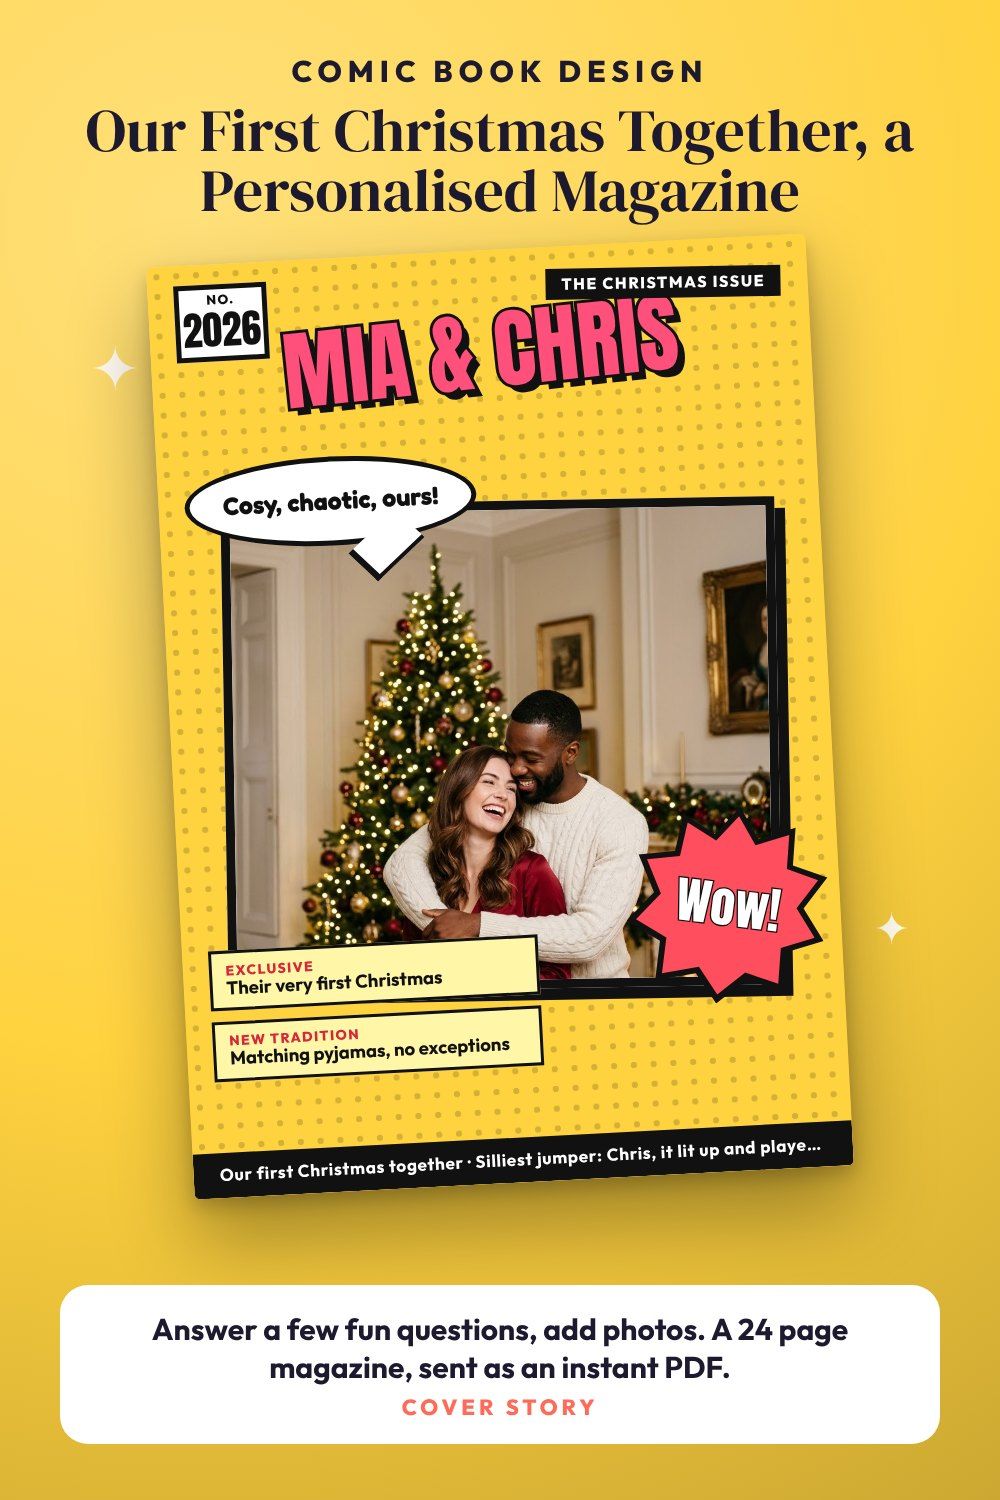 COMIC BOOK DESIGN
Our First Christmas Together, a
Personalised Magazine
THE CHRISTMAS ISSUE
NO.
2026
MIA & CHRIS
Cosy, chaotic, ours!
Wow!
EXCLUSIVE
Their very first Christmas
NEW TRADITION
Matching pyjamas, no exceptions
Our first Christmas together · Silliest jumper: Chris, it lit up and playe...
Answer a few fun questions, add photos. A 24 page
magazine, sent as an instant PDF.
COVER STORY